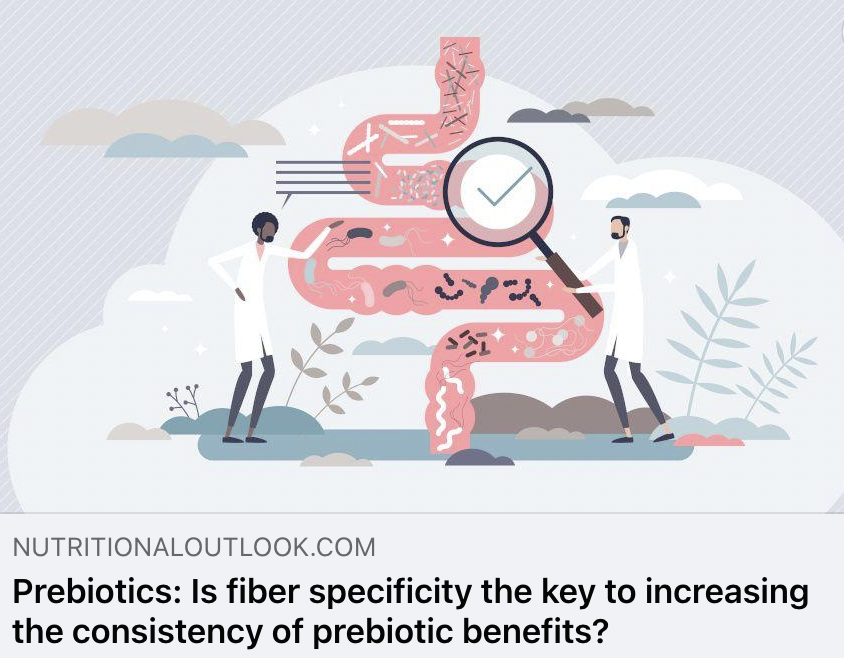 NUTRITIONALOUTLOOK.COM
Prebiotics: Is fiber specificity the key to increasing
the consistency of prebiotic benefits?